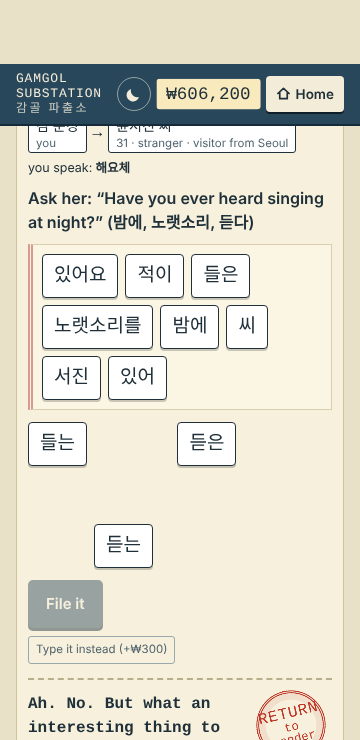 GAMGOL
SUBSTATION
감골 파출소
₩606,200
Home
you
→
31 · stranger · visitor from Seoul
you speak: 해요체
Ask her: “Have you ever heard singing
at night?” (밤에, 노랫소리, 듣다)
있어요 적이 들은
노랫소리를 밤에 씨
서진 있어
들는 듣은
듣는
File it
Type it instead (+₩300)
Ah. No. But what an
interesting thing to
RETURN
to